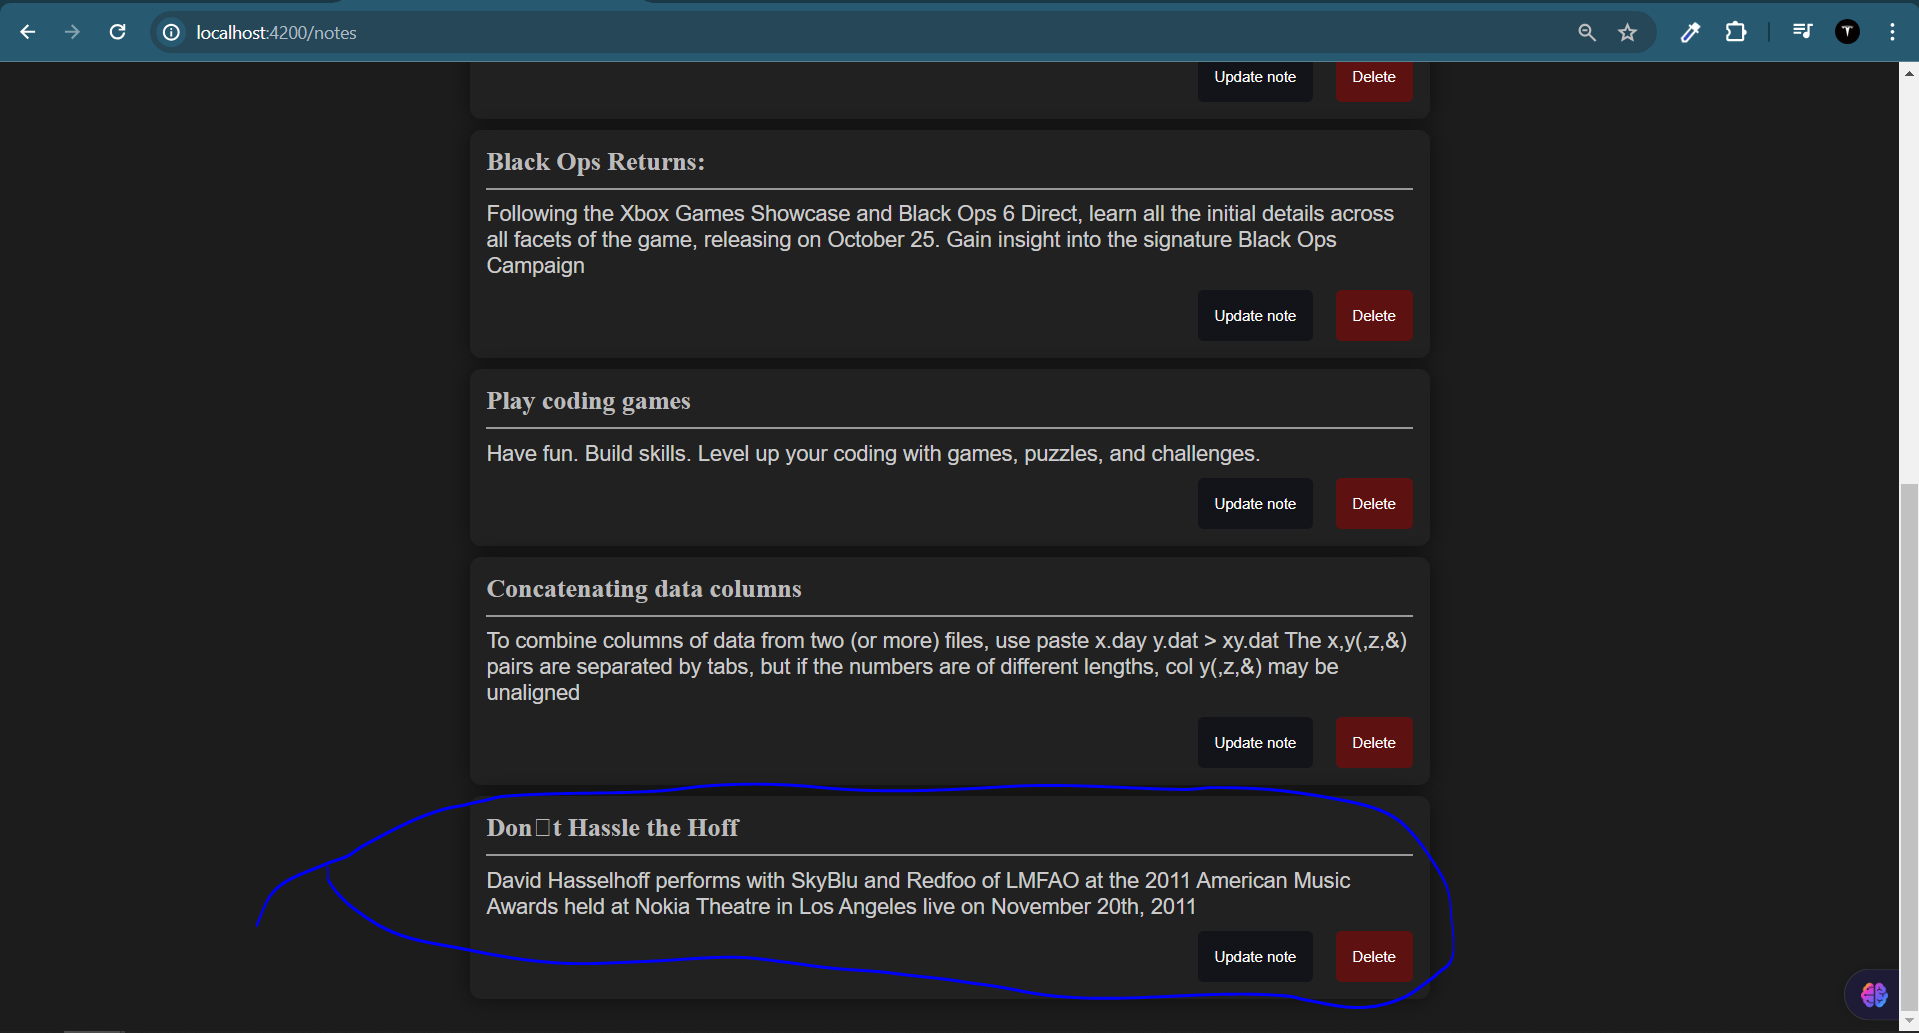 localhost:4200/notes
Update note Delete
Black Ops Returns:
Following the Xbox Games Showcase and Black Ops 6 Direct, learn all the initial details across
all facets of the game, releasing on October 25. Gain insight into the signature Black Ops
Campaign
Update note Delete
Play coding games
Have fun. Build skills. Level up your coding with games, puzzles, and challenges.
Update note Delete
Concatenating data columns
To combine columns of data from two (or more) files, use paste x.day y.dat > xy.dat The x,y(,z,&)
pairs are separated by tabs, but if the numbers are of different lengths, col y(,z,&) may be
unaligned
Update note Delete
Don□t Hassle the Hoff
David Hasselhoff performs with SkyBlu and Redfoo of LMFAO at the 2011 American Music
Awards held at Nokia Theatre in Los Angeles live on November 20th, 2011
Update note Delete